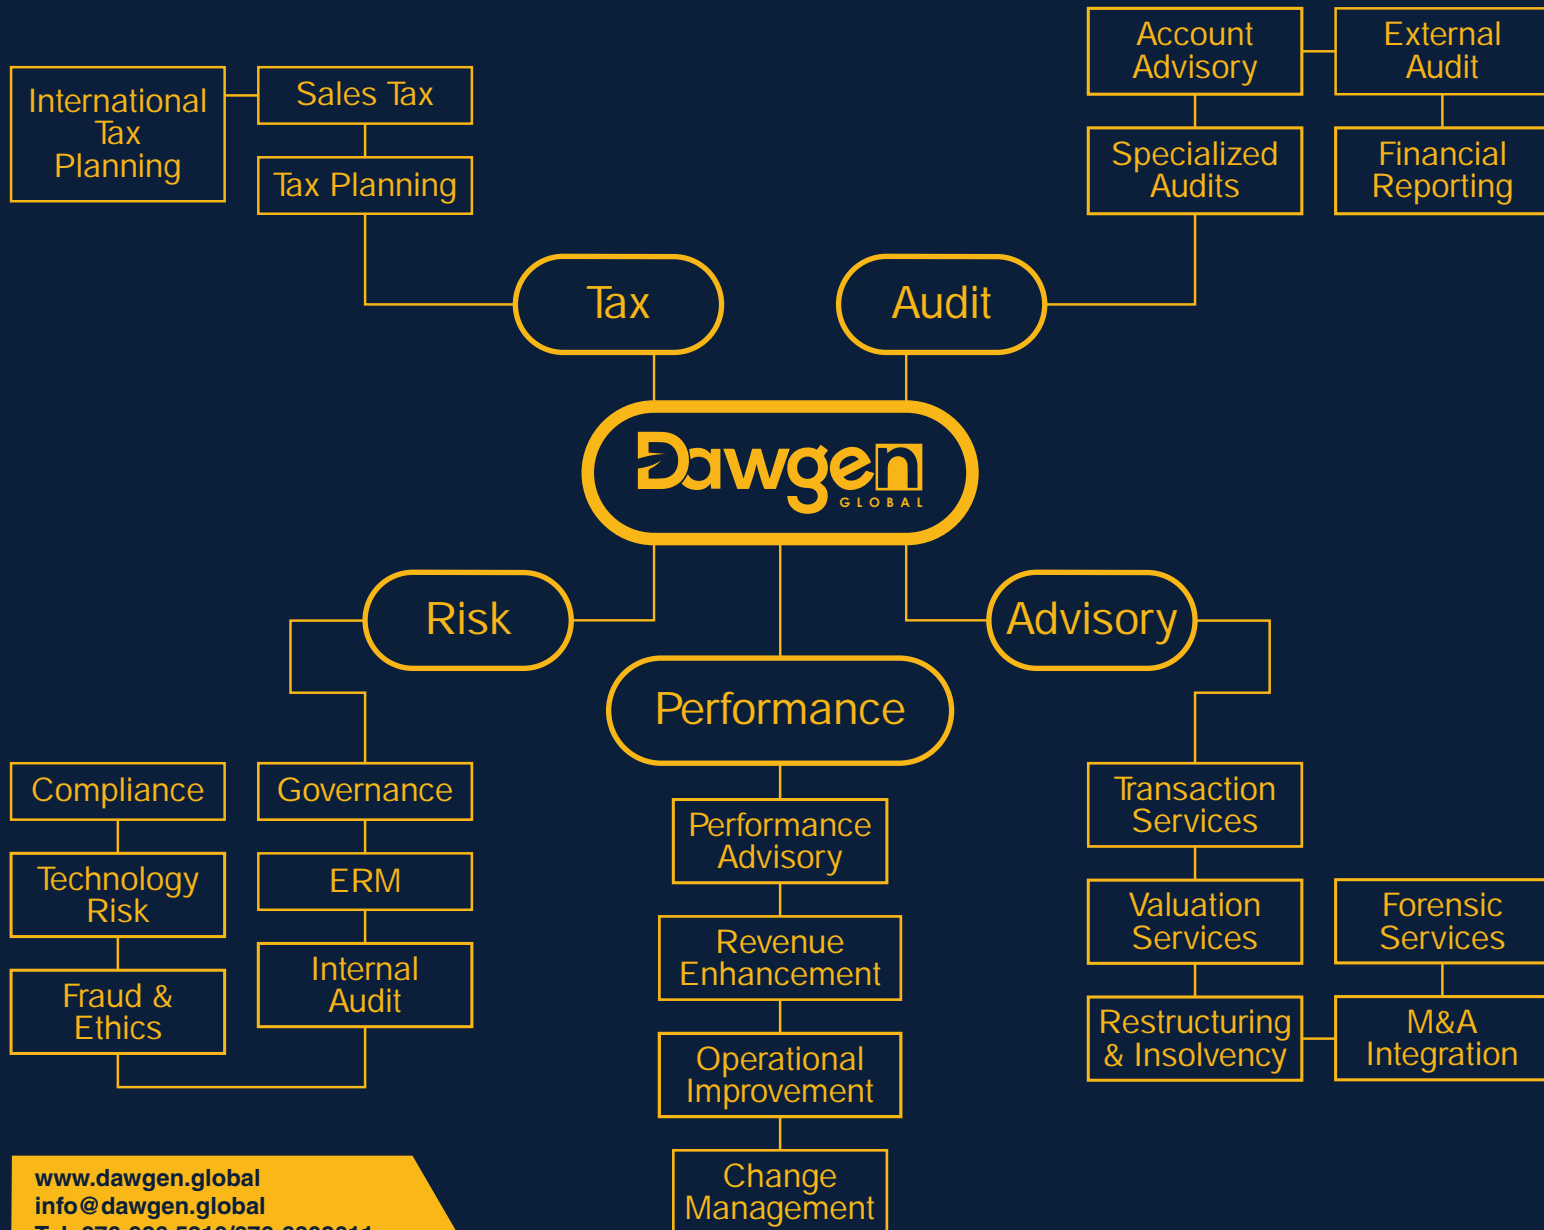 International
Tax
Planning
Sales Tax
Tax Planning
Account
Advisory
External
Audit
Specialized
Audits
Financial
Reporting
Tax
Audit
Dawgen
GLOBAL
Risk
Advisory
Performance
Compliance
Governance
Technology
Risk
ERM
Fraud &
Ethics
Internal
Audit
Performance
Advisory
Revenue
Enhancement
Operational
Improvement
Change
Management
Transaction
Services
Valuation
Services
Forensic
Services
Restructuring
& Insolvency
M&A
Integration
www.dawgen.global
info@dawgen.global